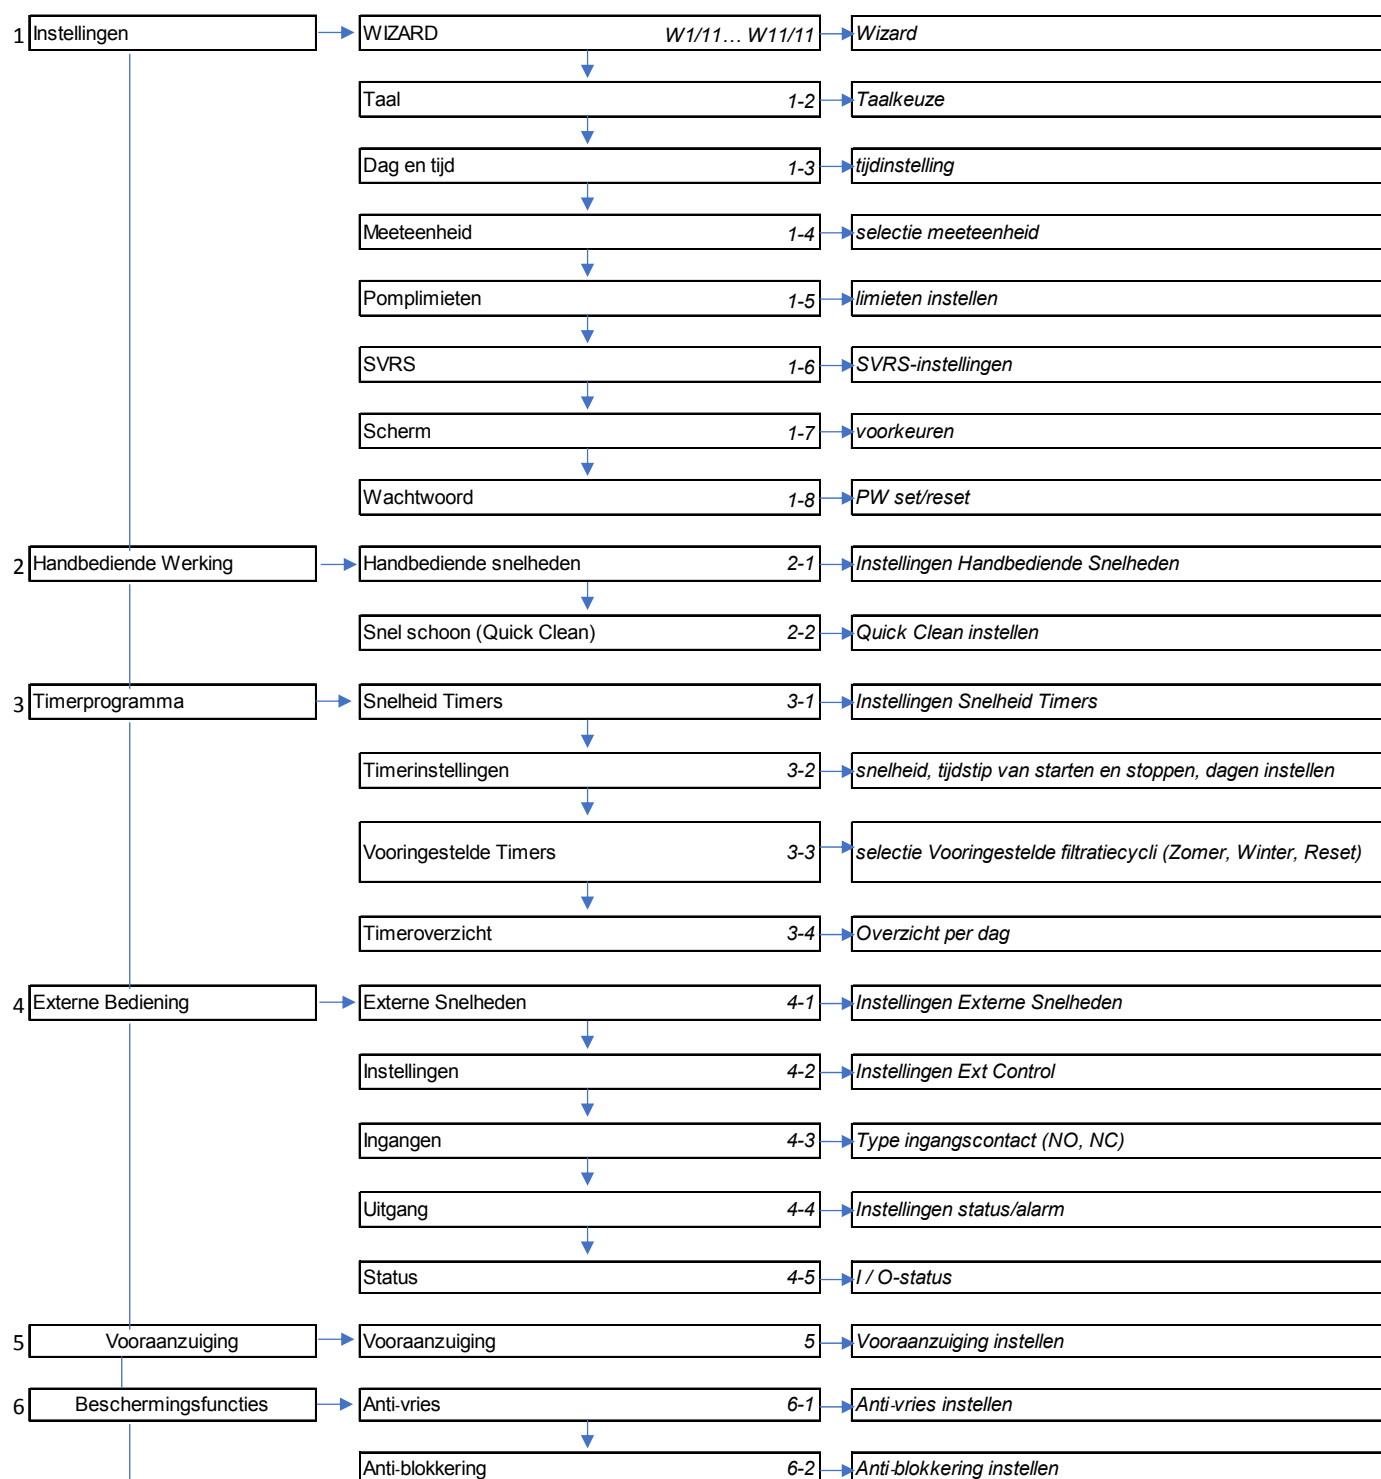 1 Instellingen WIZARD W1/11… W11/11 Wizard
Taal 1-2 Taalkeuze
Dag en tijd 1-3 tijdinstelling
Meeteenheid 1-4 selectie meeteenheid
Pomplimieten 1-5 limieten instellen
SVRS 1-6 SVRS-instellingen
Scherm 1-7 voorkeuren
Wachtwoord 1-8 PW set/reset
2 Handbediende Werking Handbediende snelheden 2-1 Instellingen Handbediende Snelheden
Snel schoon (Quick Clean) 2-2 Quick Clean instellen
3 Timerprogramma Snelheid Timers 3-1 Instellingen Snelheid Timers
Timerinstellingen 3-2 snelheid, tijdstip van starten en stoppen, dagen instellen
Vooringestelde Timers 3-3 selectie Vooringestelde filtratiecycli (Zomer, Winter, Reset)
Timeroverzicht 3-4 Overzicht per dag
4 Externe Bediening Externe Snelheden 4-1 Instellingen Externe Snelheden
Instellingen 4-2 Instellingen Ext Control
Ingangen 4-3 Type ingangscontact (NO, NC)
Uitgang 4-4 Instellingen status/alarm
Status 4-5 I / O-status
5 Vooraanzuiging Vooraanzuiging 5 Vooraanzuiging instellen
6 Beschermingsfuncties Anti-vries 6-1 Anti-vries instellen
Anti-blokkering 6-2 Anti-blokkering instellen